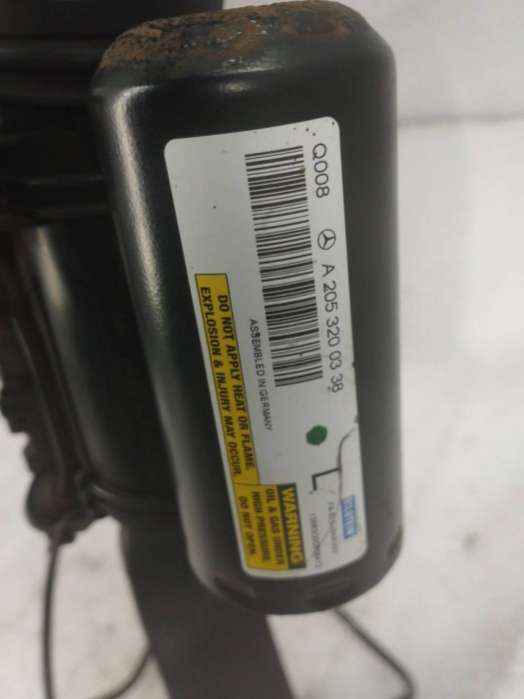 Q008 A 205 320 03 38
ASSEMBLED IN GERMANY
DO NOT APPLY HEAT OR FLAME.
EXPLOSION & INJURY MAY OCCUR.
L
WARNING
OIL & GAS UNDER
HIGH PRESSURE.
DO NOT OPEN.